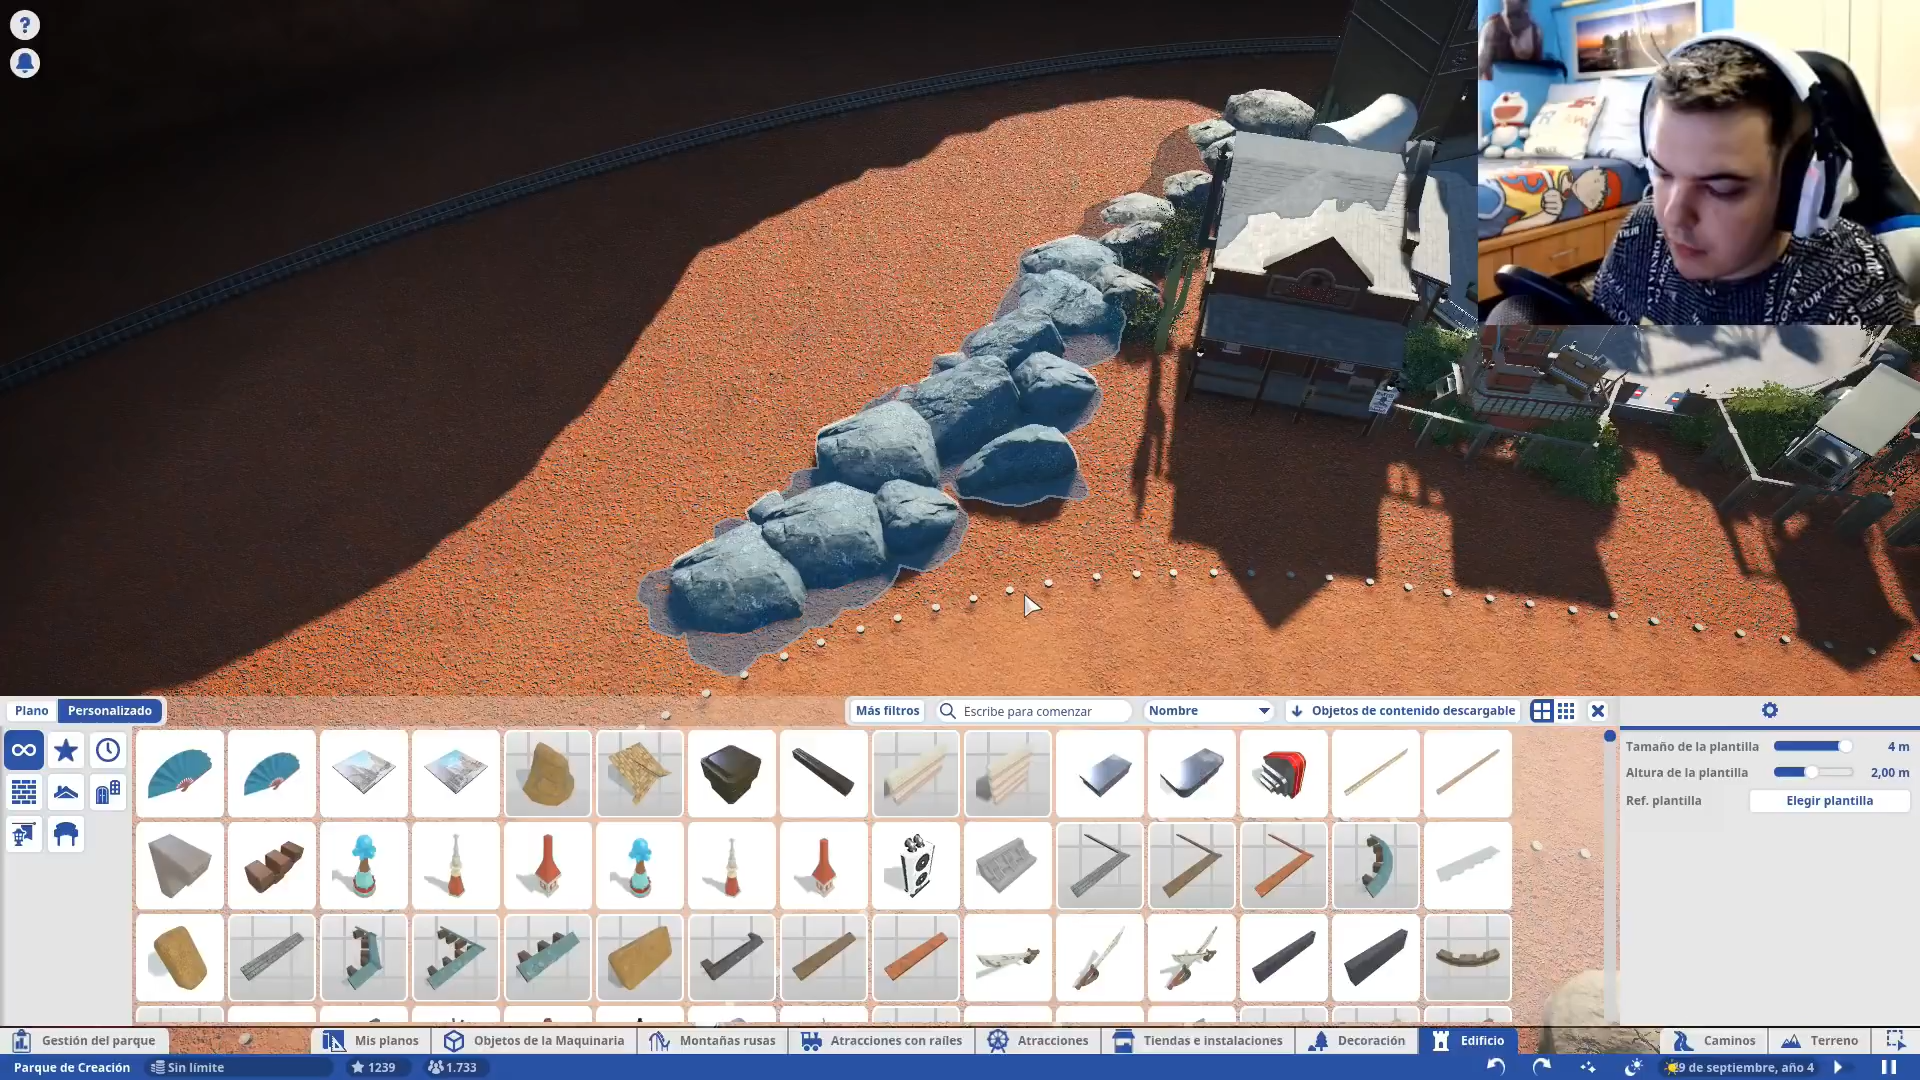 ?
Plano
Personalizado
Más filtros
Escribe para comenzar
Nombre
Objetos de contenido descargable
Tamaño de la plantilla
4 m
Altura de la plantilla
2,00 m
Ref. plantilla
Elegir plantilla
Gestión del parque
Mis planos
Objetos de la Maquinaria
Montañas rusas
Atracciones con raíles
Atracciones
Tiendas e instalaciones
Decoración
Edificio
Caminos
Terreno
Parque de Creación
Sin límite
1239
1.733
9 de septiembre, año 4